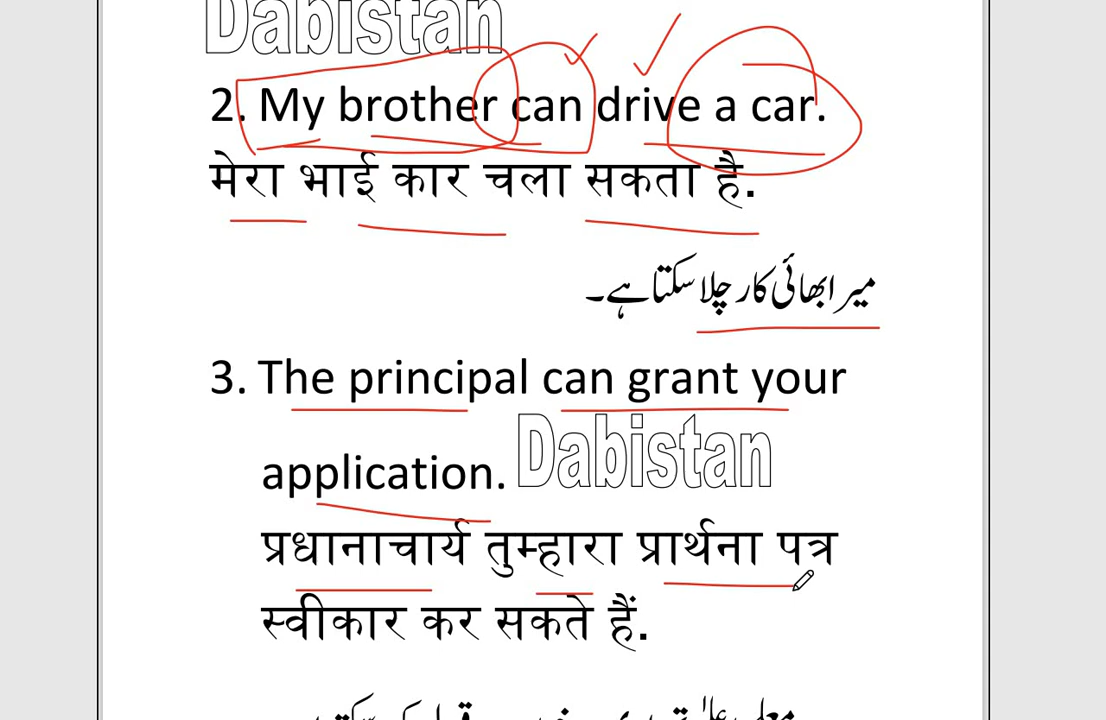 Dabistan
2. My brother can drive a car.
मेरा भाई कार चला सकता है.
میرا بھائی کار چلا سکتا ہے۔
3. The principal can grant your
application. Dabistan
प्रधानाचार्य तुम्हारा प्रार्थना पत्र
स्वीकार कर सकते हैं.